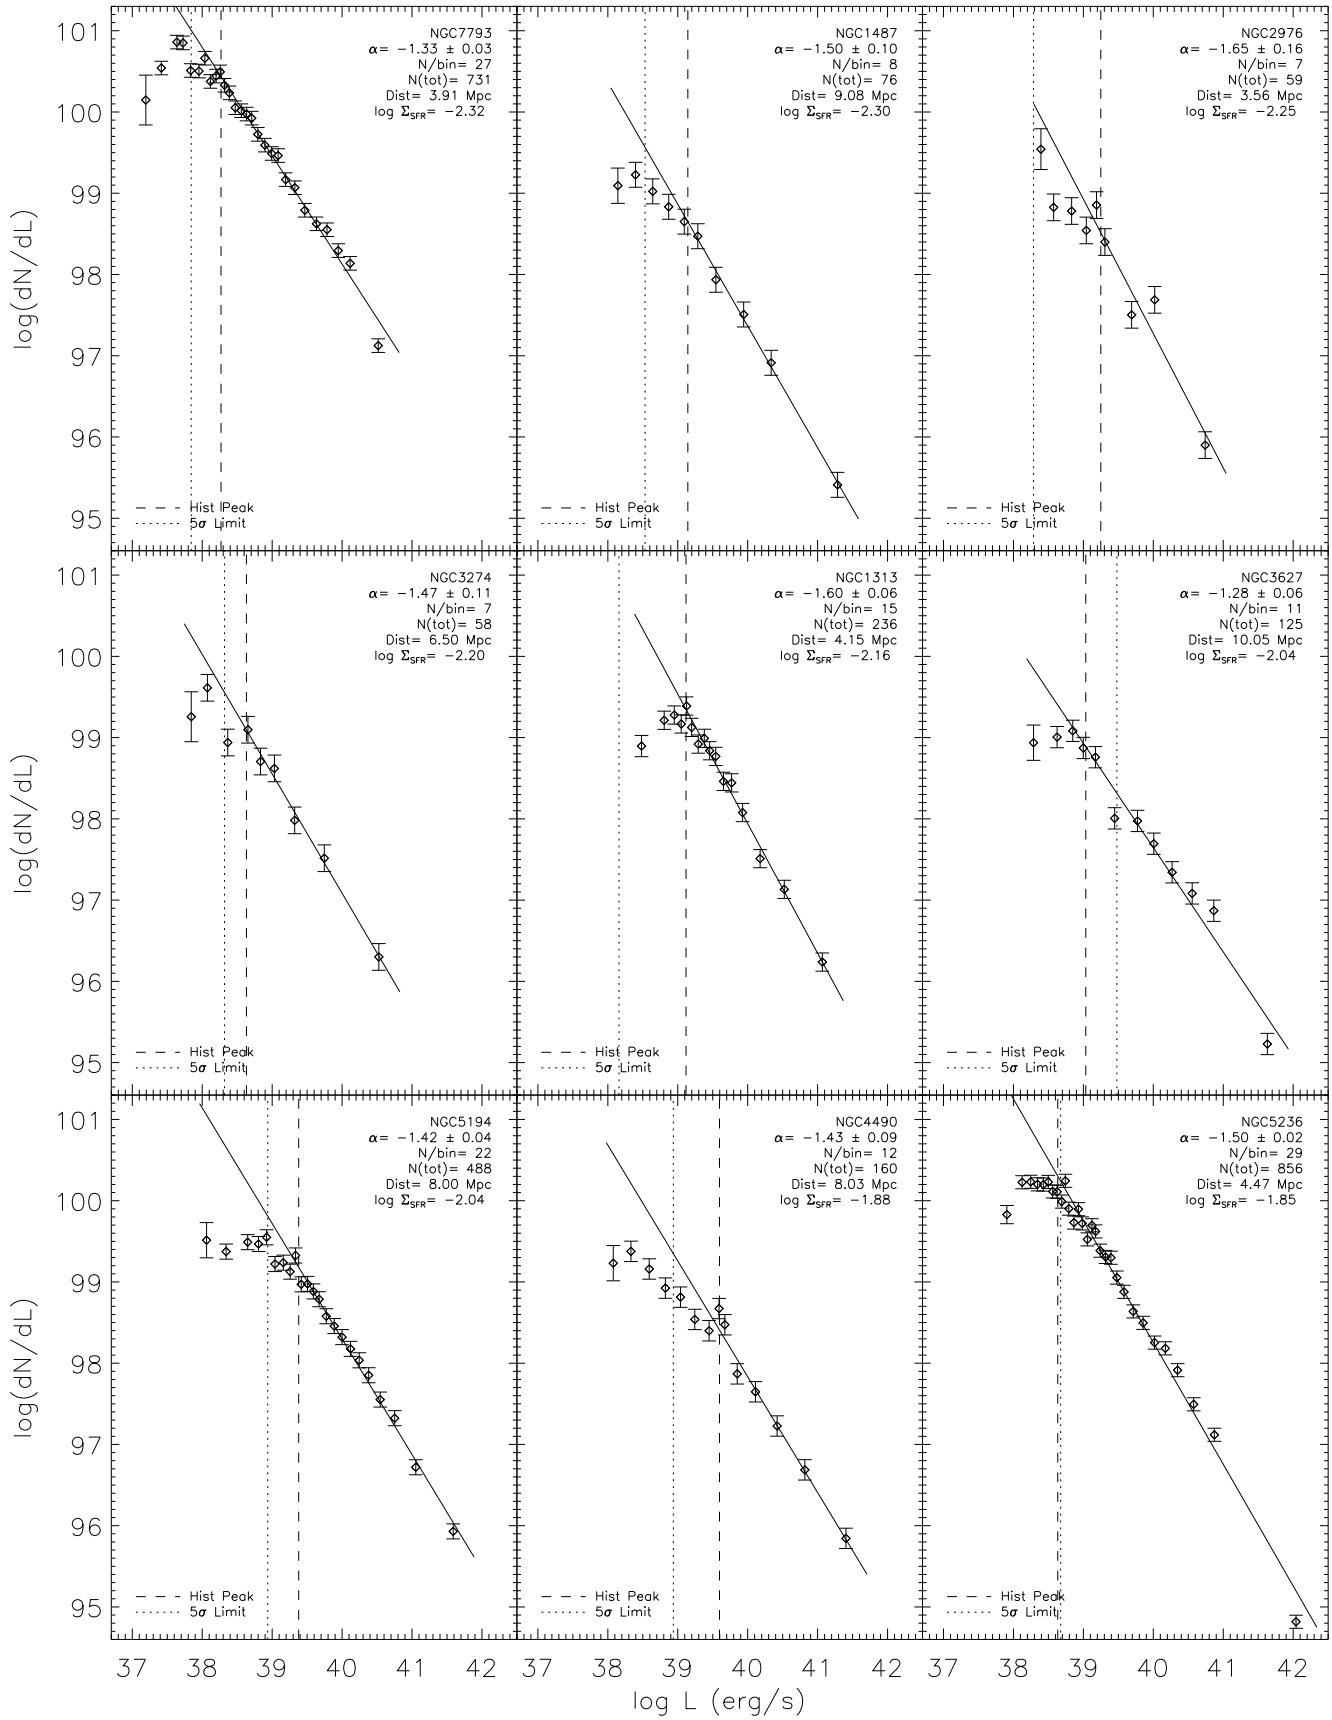 NGC7793
α= −1.33 ± 0.03
N/bin= 27
N(tot)= 731
Dist= 3.91 Mpc
log ΣSFR= −2.32
Hist Peak
5σ Limit
NGC1487
α= −1.50 ± 0.10
N/bin= 8
N(tot)= 76
Dist= 9.08 Mpc
log ΣSFR= −2.30
Hist Peak
5σ Limit
NGC2976
α= −1.65 ± 0.16
N/bin= 7
N(tot)= 59
Dist= 3.56 Mpc
log ΣSFR= −2.25
Hist Peak
5σ Limit
101
100
99
98
97
96
95
log(dN/dL)
NGC3274
α= −1.47 ± 0.11
N/bin= 7
N(tot)= 58
Dist= 6.50 Mpc
log ΣSFR= −2.20
Hist Peak
5σ Limit
NGC1313
α= −1.60 ± 0.06
N/bin= 15
N(tot)= 236
Dist= 4.15 Mpc
log ΣSFR= −2.16
Hist Peak
5σ Limit
NGC3627
α= −1.28 ± 0.06
N/bin= 11
N(tot)= 125
Dist= 10.05 Mpc
log ΣSFR= −2.04
Hist Peak
5σ Limit
101
100
99
98
97
96
95
log(dN/dL)
NGC5194
α= −1.42 ± 0.04
N/bin= 22
N(tot)= 488
Dist= 8.00 Mpc
log ΣSFR= −2.04
Hist Peak
5σ Limit
NGC4490
α= −1.43 ± 0.09
N/bin= 12
N(tot)= 160
Dist= 8.03 Mpc
log ΣSFR= −1.88
Hist Peak
5σ Limit
NGC5236
α= −1.50 ± 0.02
N/bin= 29
N(tot)= 856
Dist= 4.47 Mpc
log ΣSFR= −1.85
Hist Peak
5σ Limit
101
100
99
98
97
96
95
log(dN/dL)
37 38 39 40 41 42 37 38 39 40 41 42 37 38 39 40 41 42
log L (erg/s)